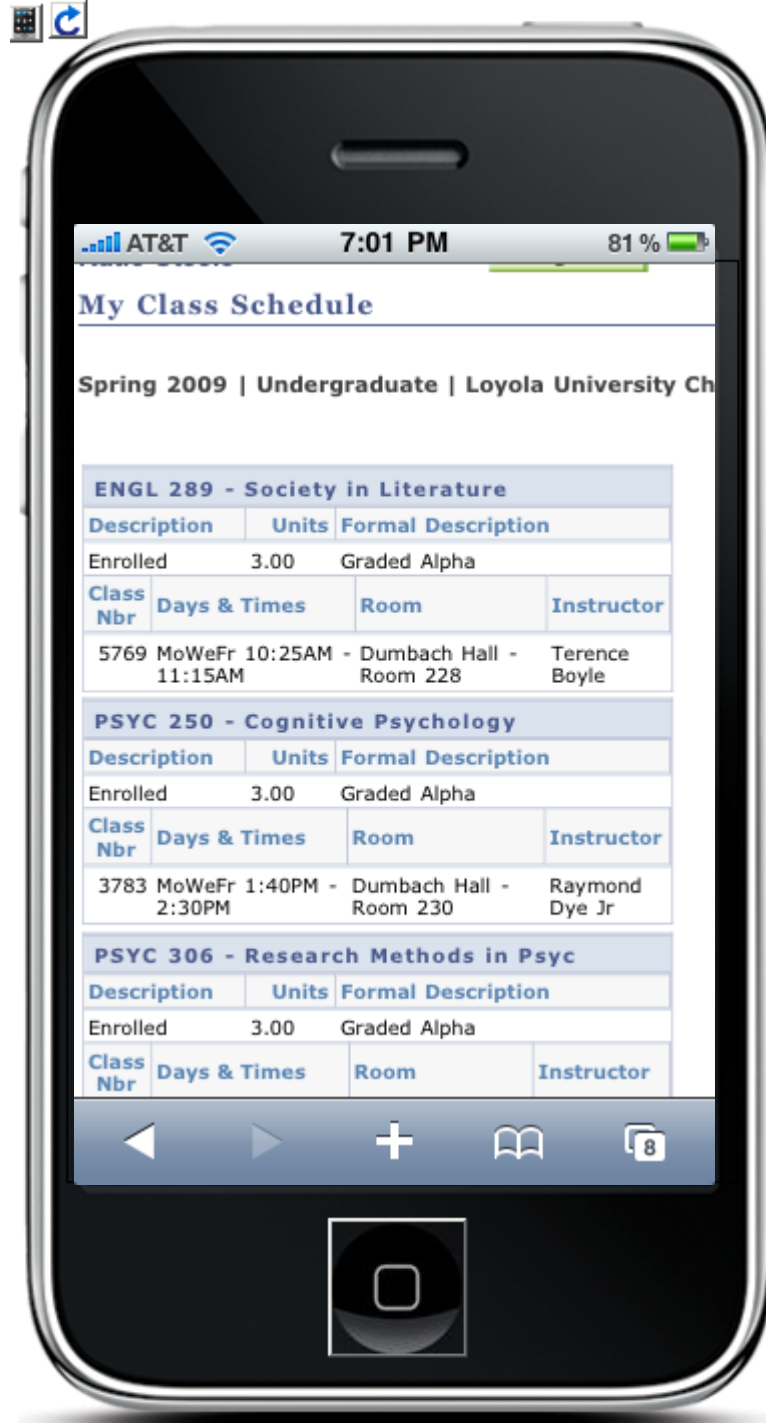 AT&T 7:01 PM 81 %
My Class Schedule
Spring 2009 | Undergraduate | Loyola University Ch
ENGL 289 - Society in Literature
Description Units Formal Description
Enrolled 3.00 Graded Alpha
Class Nbr Days & Times Room Instructor
5769 MoWeFr 10:25AM - 11:15AM Dumbach Hall - Room 228 Terence Boyle
PSYC 250 - Cognitive Psychology
Description Units Formal Description
Enrolled 3.00 Graded Alpha
Class Nbr Days & Times Room Instructor
3783 MoWeFr 1:40PM - 2:30PM Dumbach Hall - Room 230 Raymond Dye Jr
PSYC 306 - Research Methods in Psyc
Description Units Formal Description
Enrolled 3.00 Graded Alpha
Class Nbr Days & Times Room Instructor
8